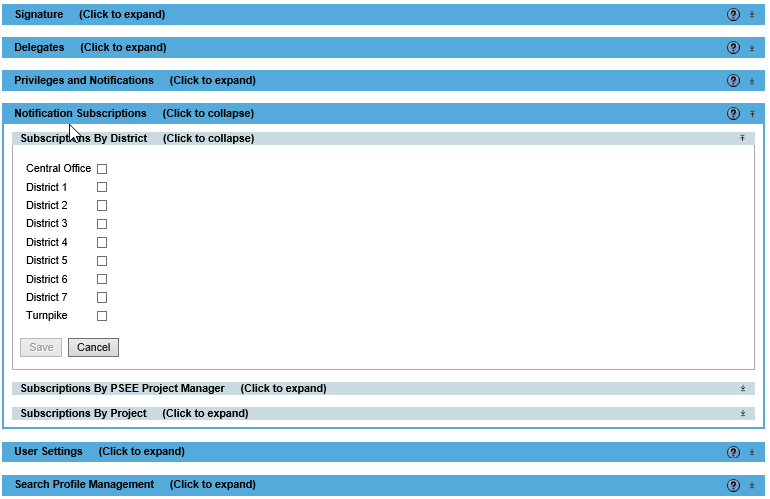 Signature (Click to expand) ?
Delegates (Click to expand) ?
Privileges and Notifications (Click to expand) ?
Notification Subscriptions (Click to collapse) ?
Subscriptions By District (Click to collapse)
Central Office
District 1
District 2
District 3
District 4
District 5
District 6
District 7
Turnpike
Save Cancel
Subscriptions By PSEE Project Manager (Click to expand)
Subscriptions By Project (Click to expand)
User Settings (Click to expand) ?
Search Profile Management (Click to expand) ?